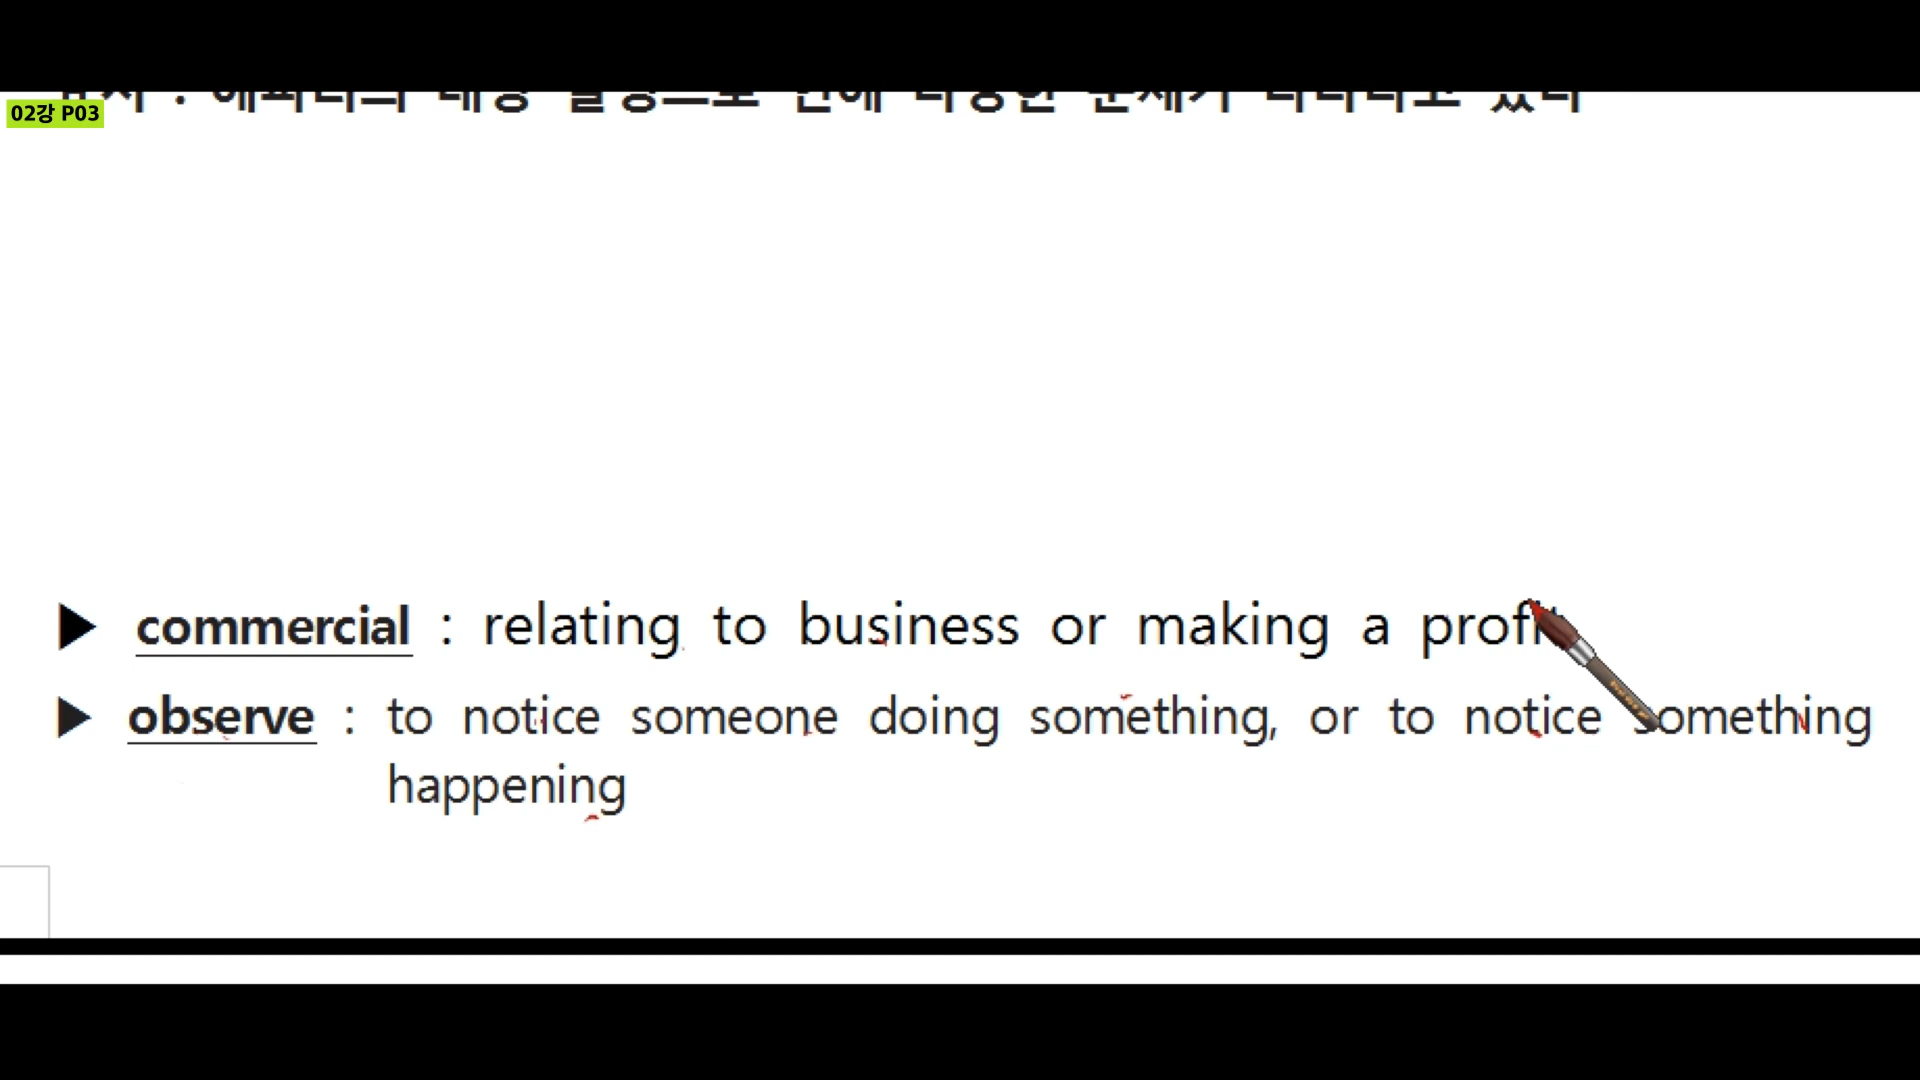 02강 P03
▶ commercial : relating to business or making a profit
▶ observe : to notice someone doing something, or to notice something
happening